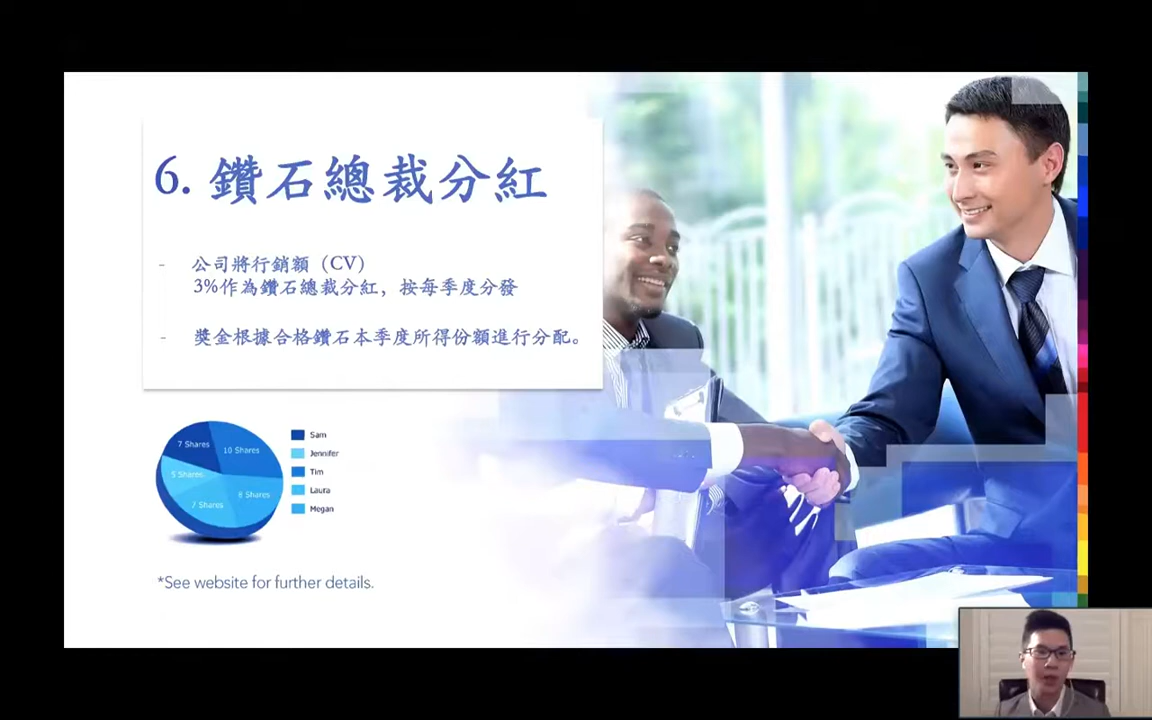 6. 鑽石總裁分紅
- 公司將行銷額（CV）
3%作為鑽石總裁分紅，按每季度分發
- 獎金根據合格鑽石本季度所得份額進行分配。
7 Shares
10 Shares
5 Shares
8 Shares
7 Shares
Sam
Jennifer
Tim
Laura
Megan
*See website for further details.